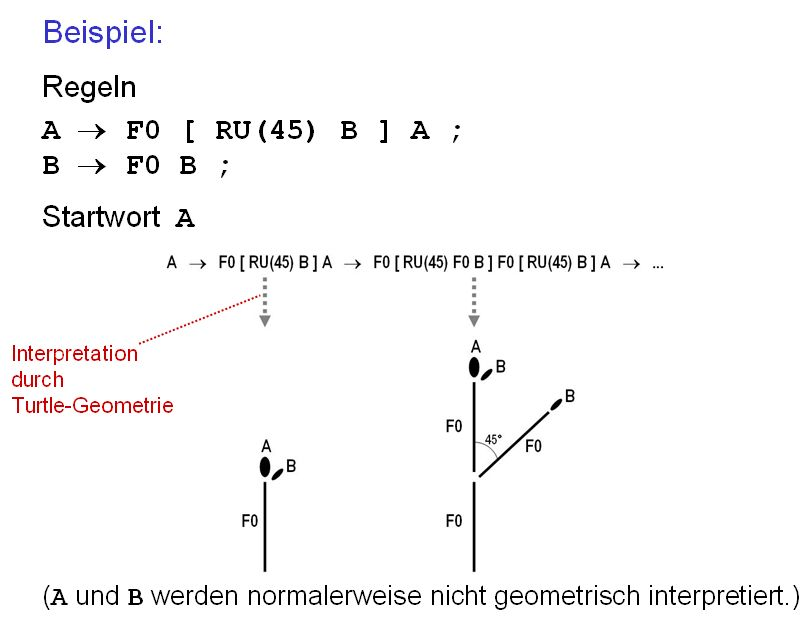 Beispiel:
Regeln
A → F0 [ RU(45) B ] A ;
B → F0 B ;
Startwort A
A → F0 [ RU(45) B ] A → F0 [ RU(45) F0 B ] F0 [ RU(45) B ] A → ...
Interpretation
durch
Turtle-Geometrie
A
B
F0
A
B
B
F0
45°
F0
F0
(A und B werden normalerweise nicht geometrisch interpretiert.)